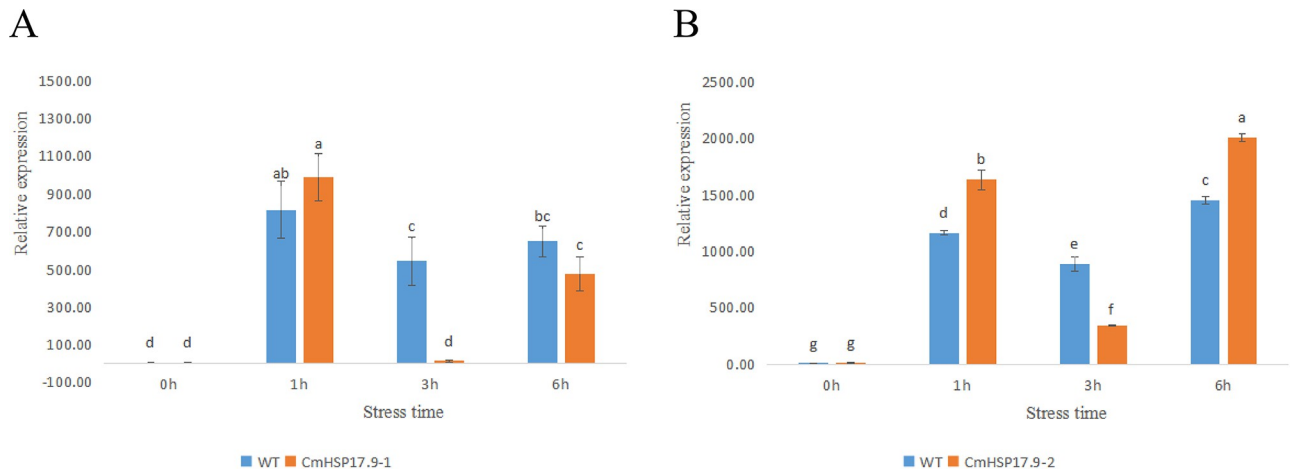 A
1500.00
1300.00
1100.00
900.00
700.00
500.00
300.00
100.00
-100.00
Relative expression
d d
ab a
c d
bc c
0h 1h 3h 6h
Stress time
WT CmHSP17.9-1
B
2500.00
2000.00
1500.00
1000.00
500.00
0.00
Relative expression
g g
d b
e f
c a
0h 1h 3h 6h
Stress time
WT CmHSP17.9-2